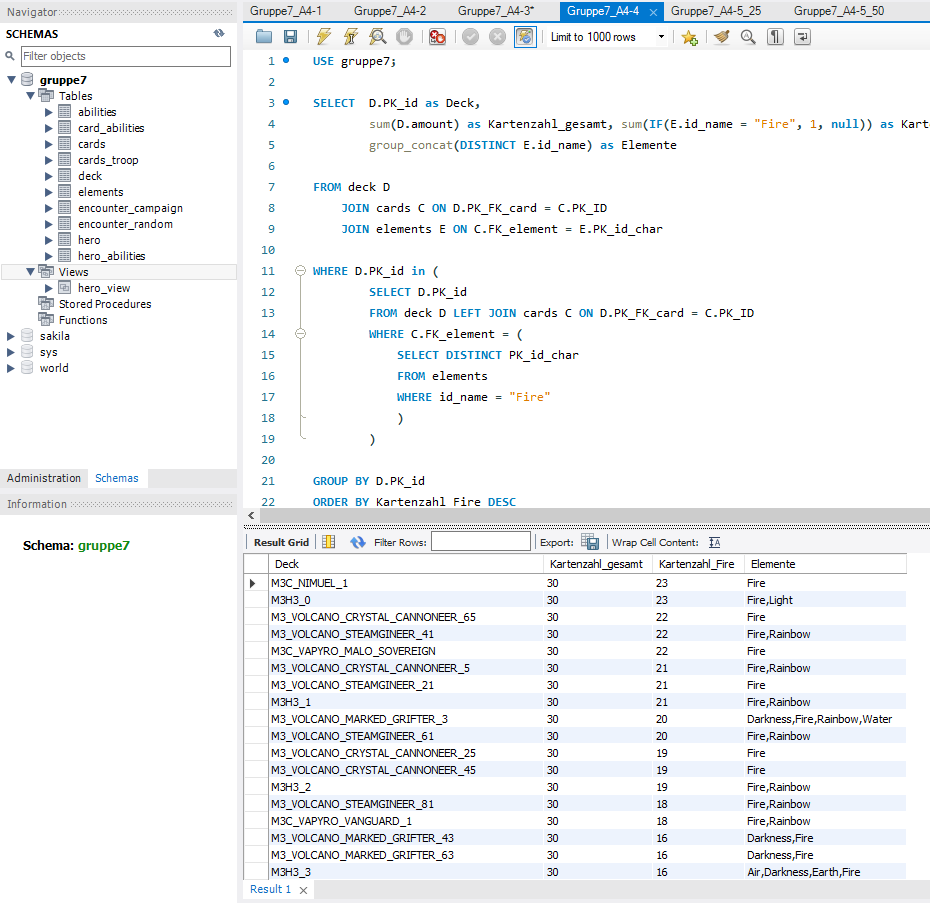 Navigator
Gruppe7_A4-1 Gruppe7_A4-2 Gruppe7_A4-3* Gruppe7_A4-4 Gruppe7_A4-5_25 Gruppe7_A4-5_50
SCHEMAS
Limit to 1000 rows
Filter objects
gruppe7
Tables
abilities
card_abilities
cards
cards_troop
deck
elements
encounter_campaign
encounter_random
hero
hero_abilities
Views
hero_view
Stored Procedures
Functions
sakila
sys
world
Administration Schemas
Information
Schema: gruppe7
1 USE gruppe7;
2
3 SELECT D.PK_id as Deck,
4 sum(D.amount) as Kartenzahl_gesamt, sum(IF(E.id_name = "Fire", 1, null)) as Kart
5 group_concat(DISTINCT E.id_name) as Elemente
6
7 FROM deck D
8 JOIN cards C ON D.PK_FK_card = C.PK_ID
9 JOIN elements E ON C.FK_element = E.PK_id_char
10
11 WHERE D.PK_id in (
12 SELECT D.PK_id
13 FROM deck D LEFT JOIN cards C ON D.PK_FK_card = C.PK_ID
14 WHERE C.FK_element = (
15 SELECT DISTINCT PK_id_char
16 FROM elements
17 WHERE id_name = "Fire"
18 )
19 )
20
21 GROUP BY D.PK_id
22 ORDER BY Kartenzahl_Fire DESC
Result Grid Filter Rows: Export: Wrap Cell Content:
Deck Kartenzahl_gesamt Kartenzahl_Fire Elemente
M3C_NIMUEL_1 30 23 Fire
M3H3_0 30 23 Fire,Light
M3_VOLCANO_CRYSTAL_CANNONEER_65 30 22 Fire
M3_VOLCANO_STEAMGINEER_41 30 22 Fire,Rainbow
M3C_VAPYRO_MALO_SOVEREIGN 30 22 Fire
M3_VOLCANO_CRYSTAL_CANNONEER_5 30 21 Fire,Rainbow
M3_VOLCANO_STEAMGINEER_21 30 21 Fire
M3H3_1 30 21 Fire,Rainbow
M3_VOLCANO_MARKED_GRIFTER_3 30 20 Darkness,Fire,Rainbow,Water
M3_VOLCANO_STEAMGINEER_61 30 20 Fire,Rainbow
M3_VOLCANO_CRYSTAL_CANNONEER_25 30 19 Fire
M3_VOLCANO_CRYSTAL_CANNONEER_45 30 19 Fire
M3H3_2 30 19 Fire,Rainbow
M3_VOLCANO_STEAMGINEER_81 30 18 Fire,Rainbow
M3C_VAPYRO_VANGUARD_1 30 18 Fire,Rainbow
M3_VOLCANO_MARKED_GRIFTER_43 30 16 Darkness,Fire
M3_VOLCANO_MARKED_GRIFTER_63 30 16 Darkness,Fire
M3H3_3 30 16 Air,Darkness,Earth,Fire
Result 1